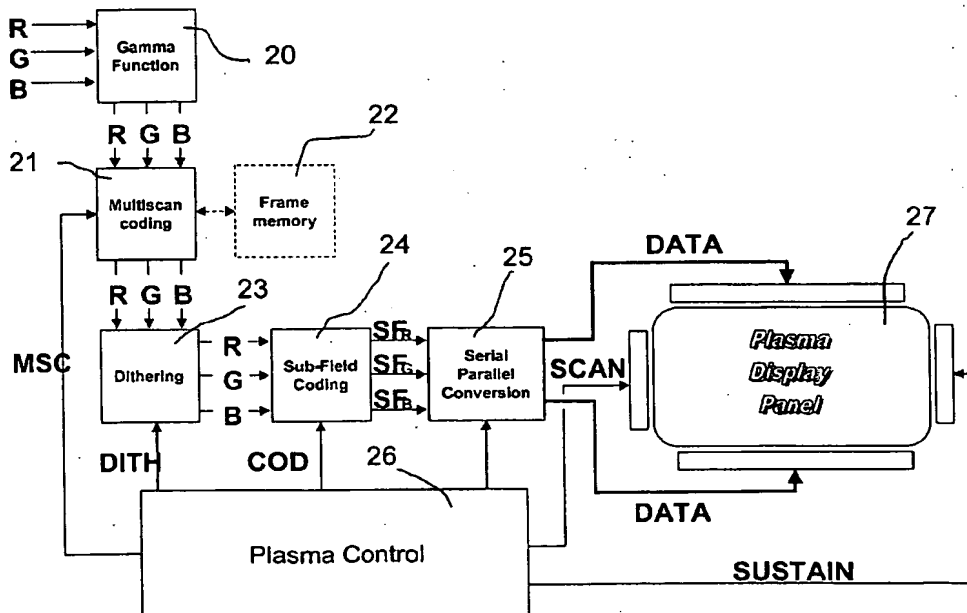 R
G
B
Gamma
Function
20
R G B
21
22
Multiscan
coding
Frame
memory
R G B
23
24
25
27
DATA
MSC
Dithering
R
G
B
Sub-Field
Coding
SFR
SFG
SFB
Serial
Parallel
Conversion
SCAN
Plasma
Display
Panel
DITH
COD
26
DATA
Plasma Control
SUSTAIN